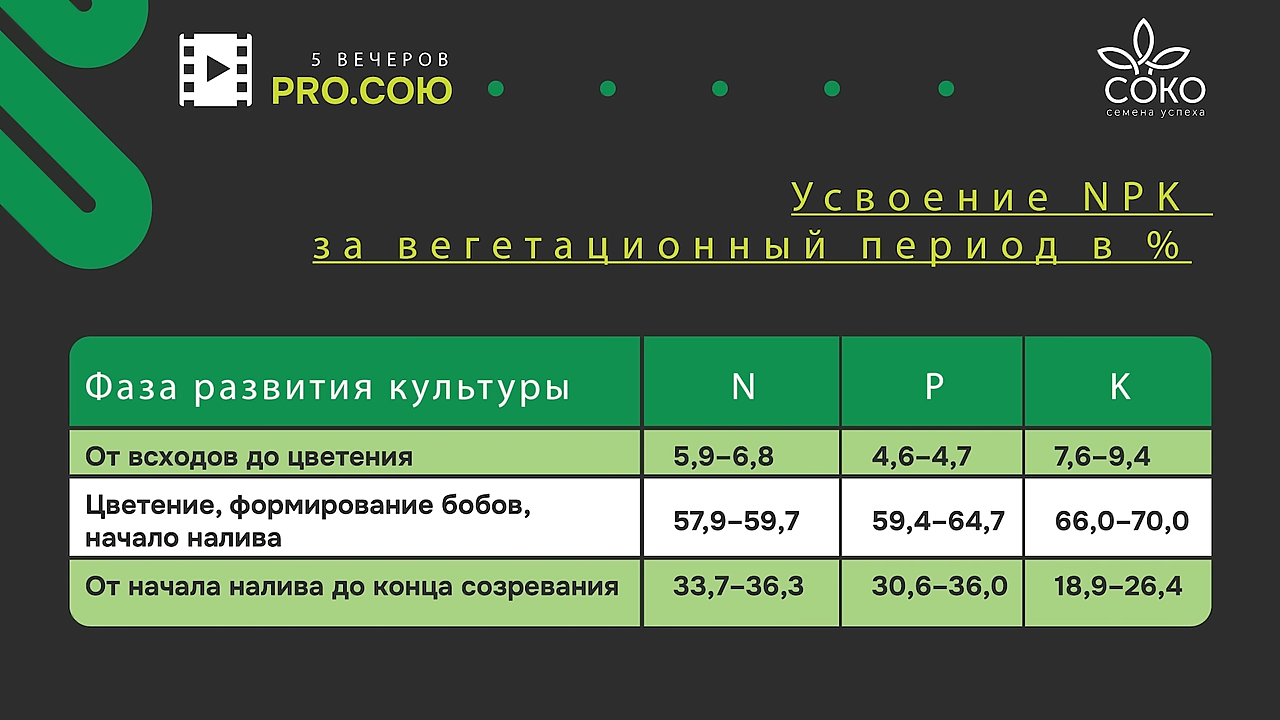 5 ВЕЧЕРОВ
PRO.СОЮ
СОКО
семена успеха
Усвоение NPK
за вегетационный период в %
Фаза развития культуры N P K
От всходов до цветения 5,9–6,8 4,6–4,7 7,6–9,4
Цветение, формирование бобов,
начало налива 57,9–59,7 59,4–64,7 66,0–70,0
От начала налива до конца созревания 33,7–36,3 30,6–36,0 18,9–26,4